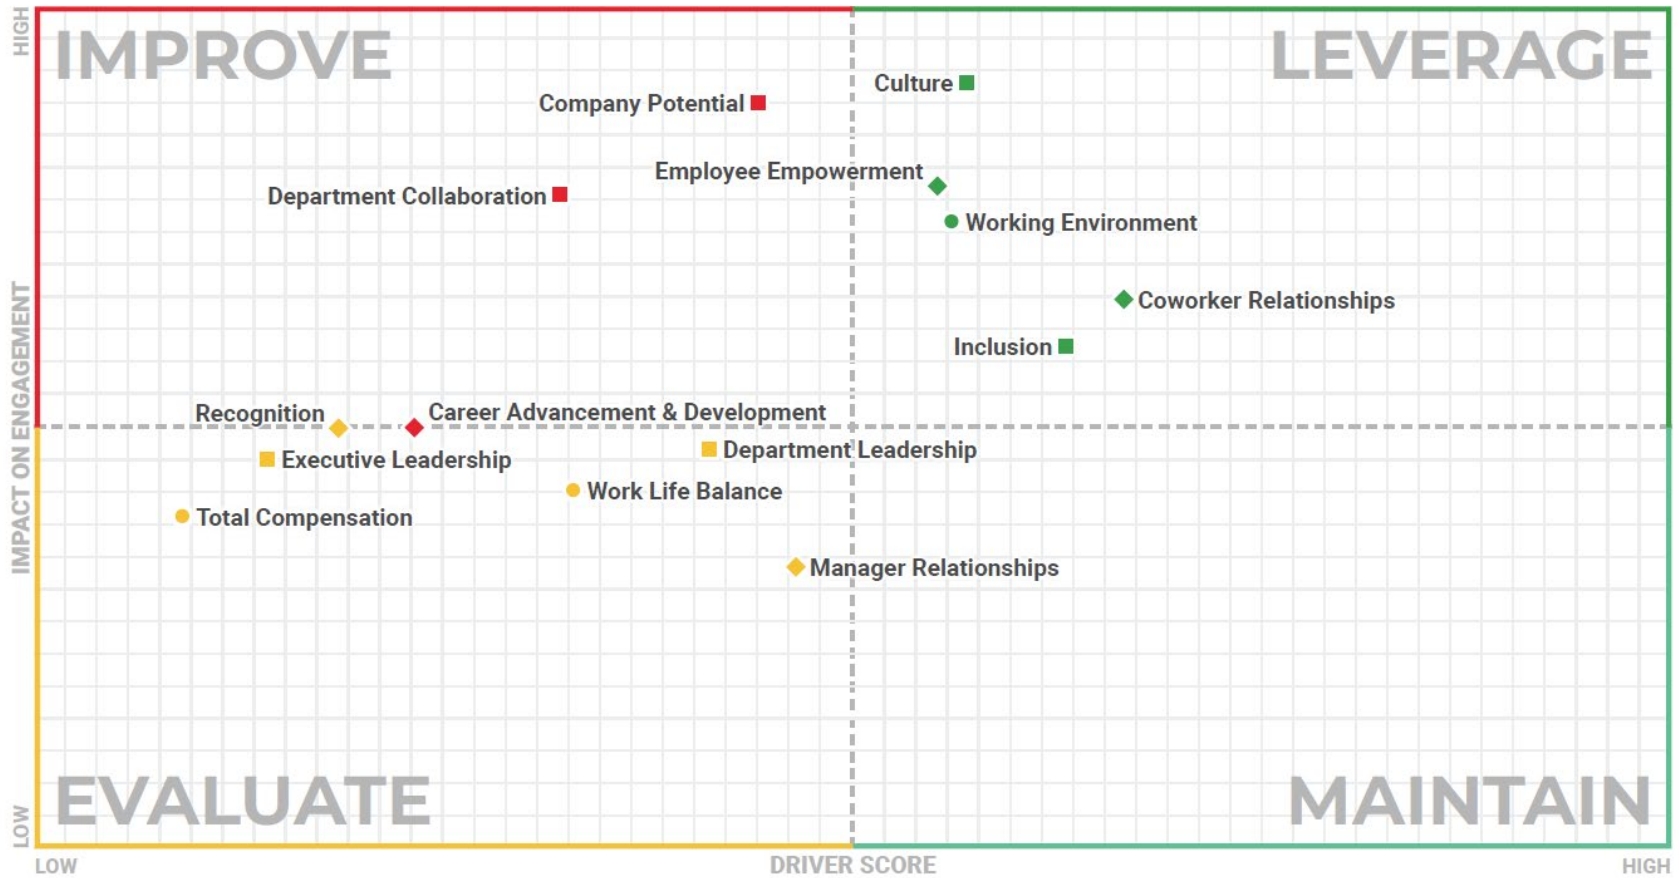 HIGH
IMPROVE
LEVERAGE
Culture
Company Potential
Employee Empowerment
Department Collaboration
Working Environment
Coworker Relationships
Inclusion
IMPACT ON ENGAGEMENT
Recognition
Career Advancement & Development
Department Leadership
Executive Leadership
Work Life Balance
Total Compensation
Manager Relationships
EVALUATE
MAINTAIN
LOW
LOW
DRIVER SCORE
HIGH